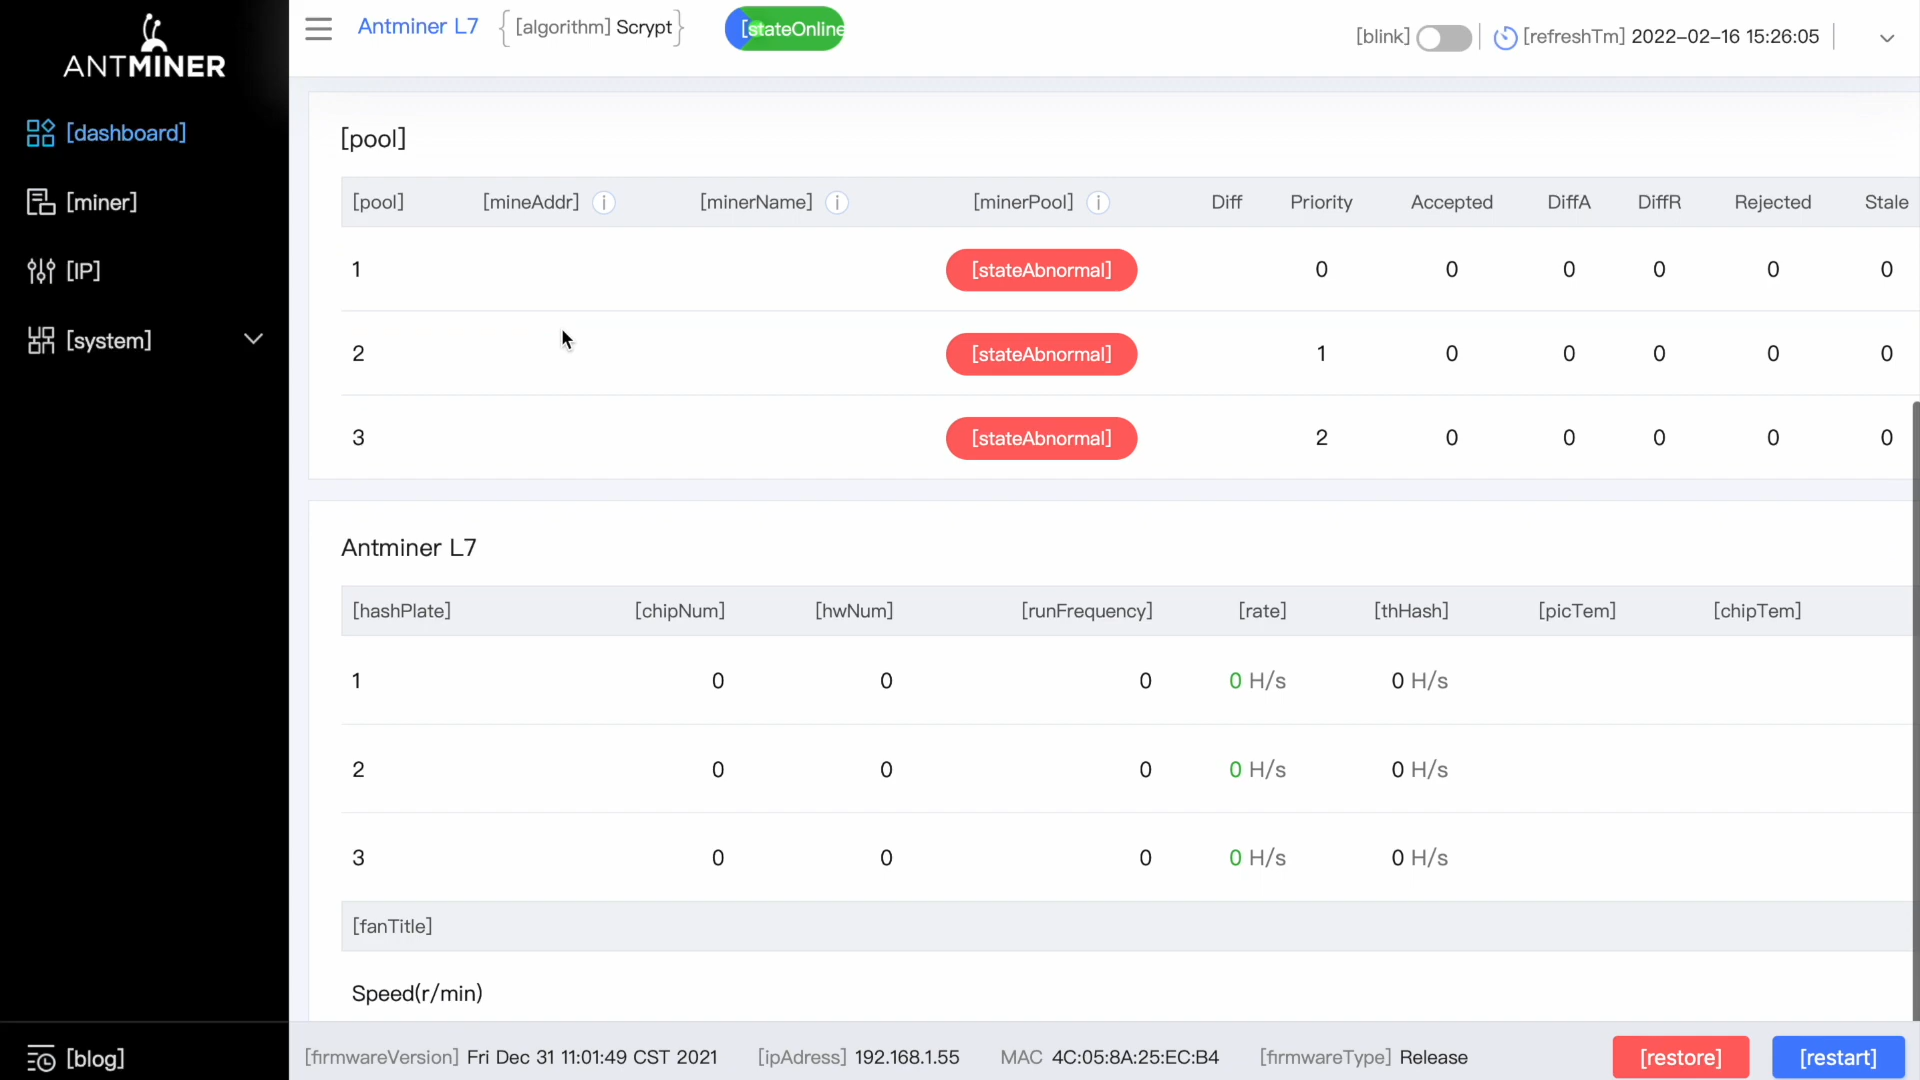 ANTMINER
[dashboard]
[miner]
[IP]
[system]
[blog]
Antminer L7 {[algorithm] Scrypt} [stateOnline
[blink] [refreshTm] 2022-02-16 15:26:05
[pool]
[pool] [mineAddr] i [minerName] i [minerPool] i Diff Priority Accepted DiffA DiffR Rejected Stale
1 [stateAbnormal] 0 0 0 0 0 0
2 [stateAbnormal] 1 0 0 0 0 0
3 [stateAbnormal] 2 0 0 0 0 0
Antminer L7
[hashPlate] [chipNum] [hwNum] [runFrequency] [rate] [thHash] [picTem] [chipTem]
1 0 0 0 0 H/s 0 H/s
2 0 0 0 0 H/s 0 H/s
3 0 0 0 0 H/s 0 H/s
[fanTitle]
Speed(r/min)
[firmwareVersion] Fri Dec 31 11:01:49 CST 2021 [ipAdress] 192.168.1.55 MAC 4C:05:8A:25:EC:B4 [firmwareType] Release [restore] [restart]